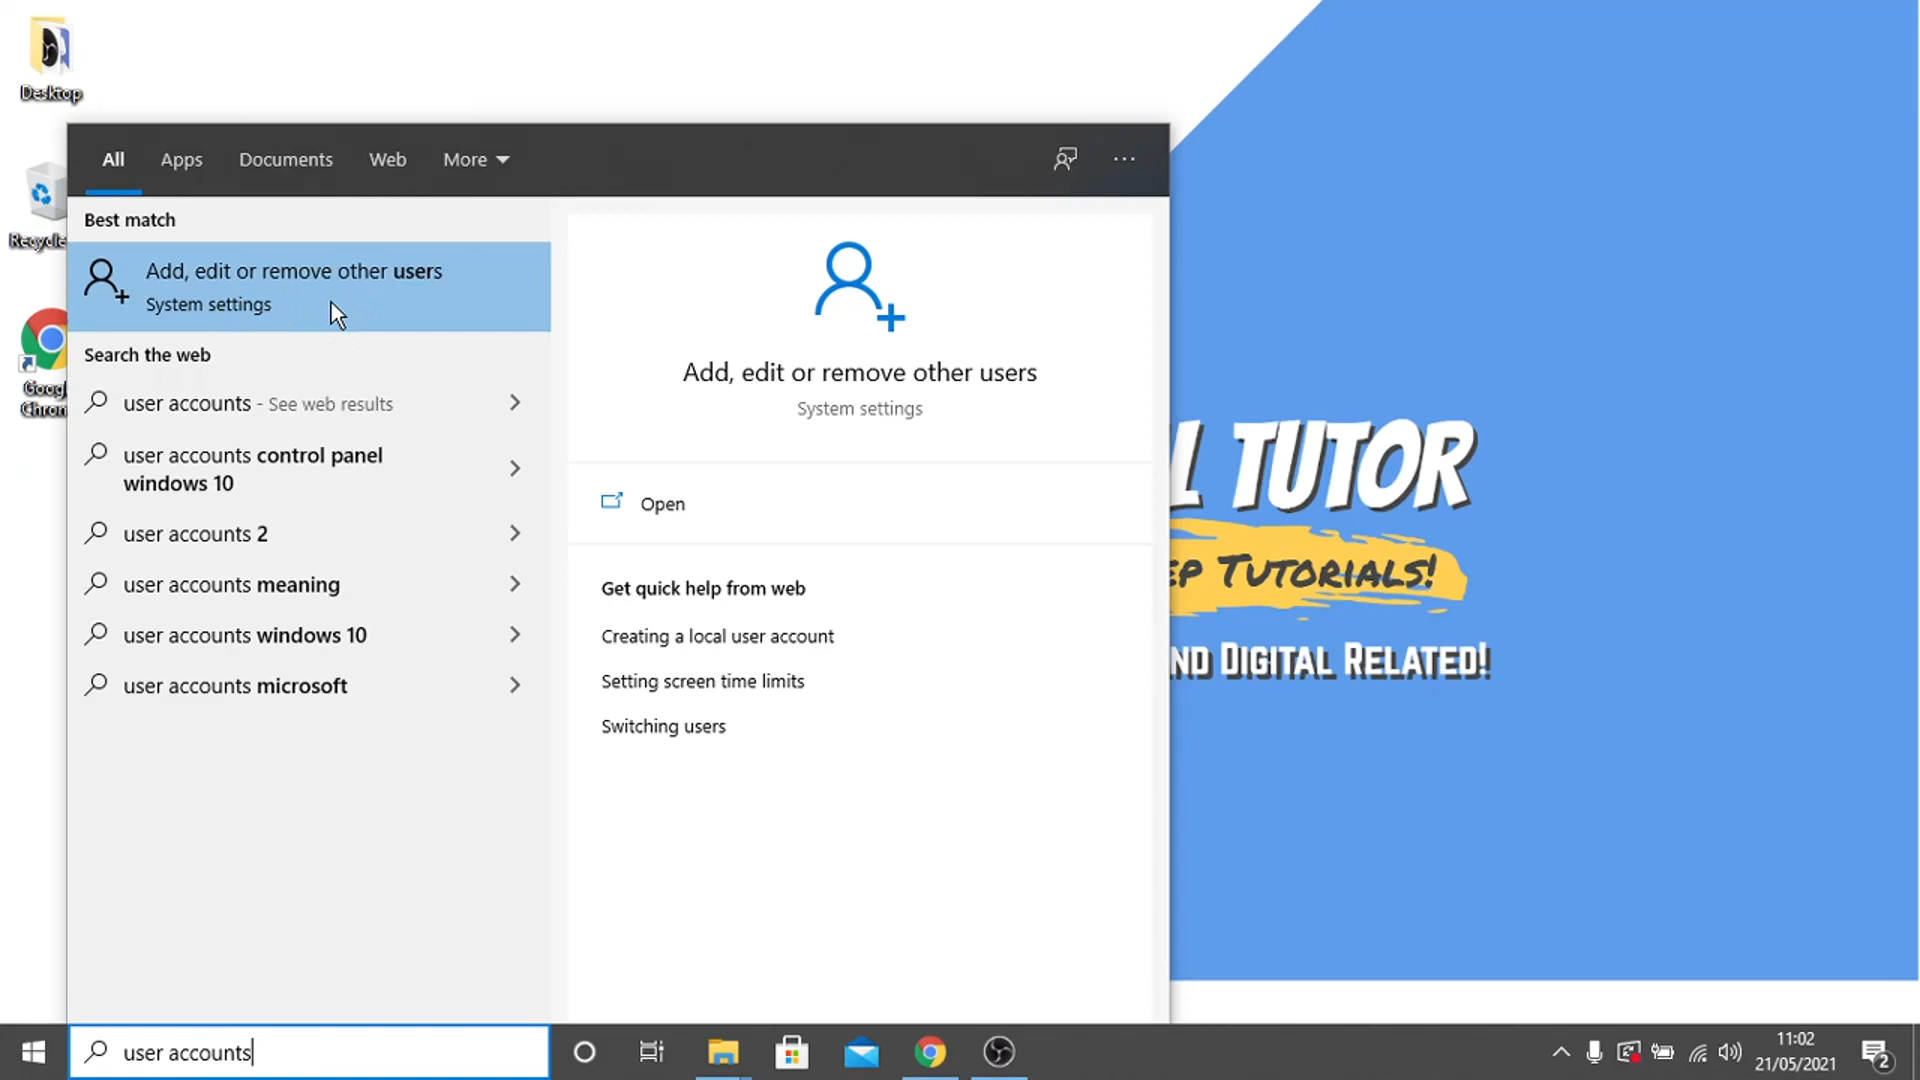 Desktop
All Apps Documents Web More
Best match
Add, edit or remove other users
System settings
Search the web
user accounts - See web results
user accounts control panel
windows 10
user accounts 2
user accounts meaning
user accounts windows 10
user accounts microsoft
Recycle
Googl
Chrom
Add, edit or remove other users
System settings
Open
Get quick help from web
Creating a local user account
Setting screen time limits
Switching users
L TUTOR
EP TUTORIALS!
ND DIGITAL RELATED!
user accounts
11:02
21/05/2021
2